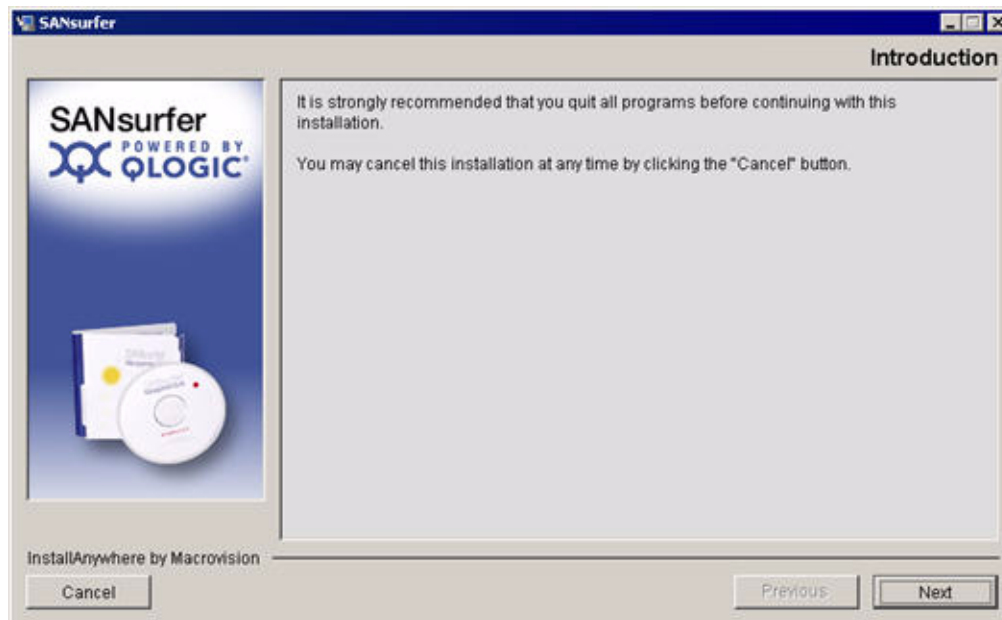 SANsurfer
Introduction
SANsurfer
POWERED BY
QLOGIC
It is strongly recommended that you quit all programs before continuing with this
installation.
You may cancel this installation at any time by clicking the "Cancel" button.
InstallAnywhere by Macrovision
Cancel
Previous
Next